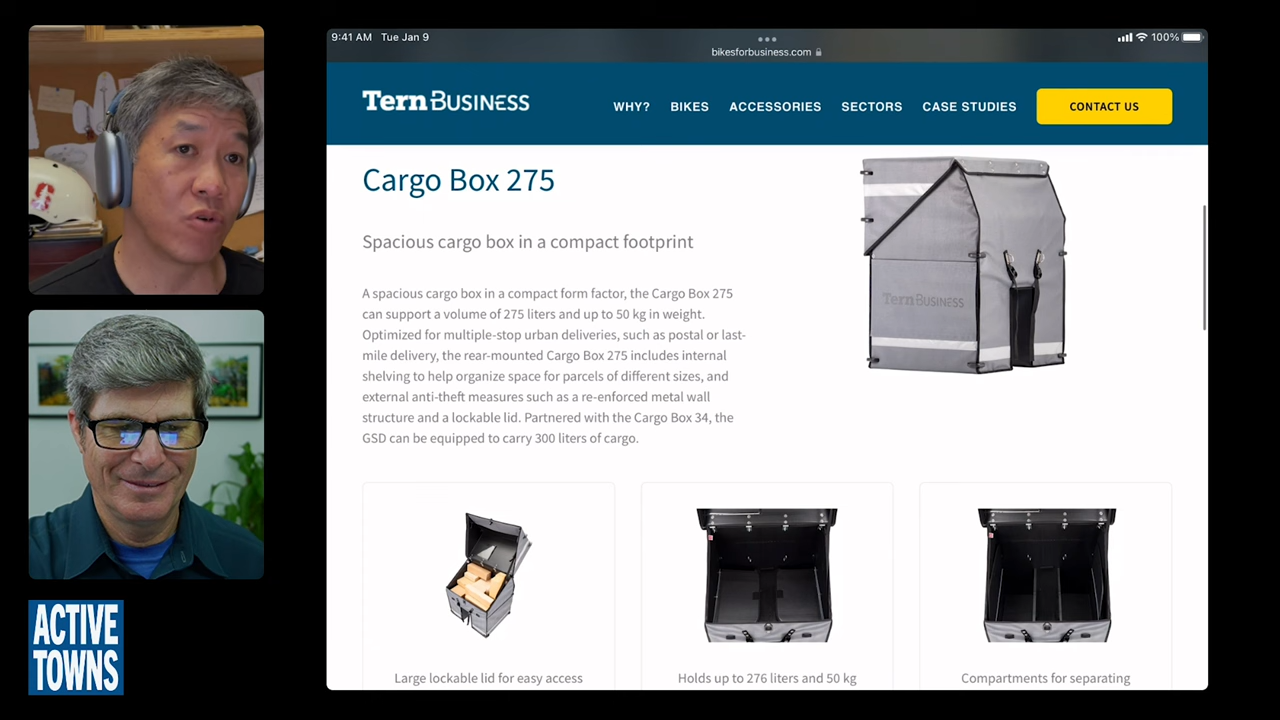 9:41 AM Tue Jan 9
bikesforbusiness.com
100%
Tern BUSINESS
WHY?
BIKES
ACCESSORIES
SECTORS
CASE STUDIES
CONTACT US
Cargo Box 275
Spacious cargo box in a compact footprint
A spacious cargo box in a compact form factor, the Cargo Box 275
can support a volume of 275 liters and up to 50 kg in weight.
Optimized for multiple-stop urban deliveries, such as postal or last-
mile delivery, the rear-mounted Cargo Box 275 includes internal
shelving to help organize space for parcels of different sizes, and
external anti-theft measures such as a re-enforced metal wall
structure and a lockable lid. Partnered with the Cargo Box 34, the
GSD can be equipped to carry 300 liters of cargo.
Tern BUSINESS
Large lockable lid for easy access
Holds up to 276 liters and 50 kg
Compartments for separating
S
ACTIVE
TOWNS